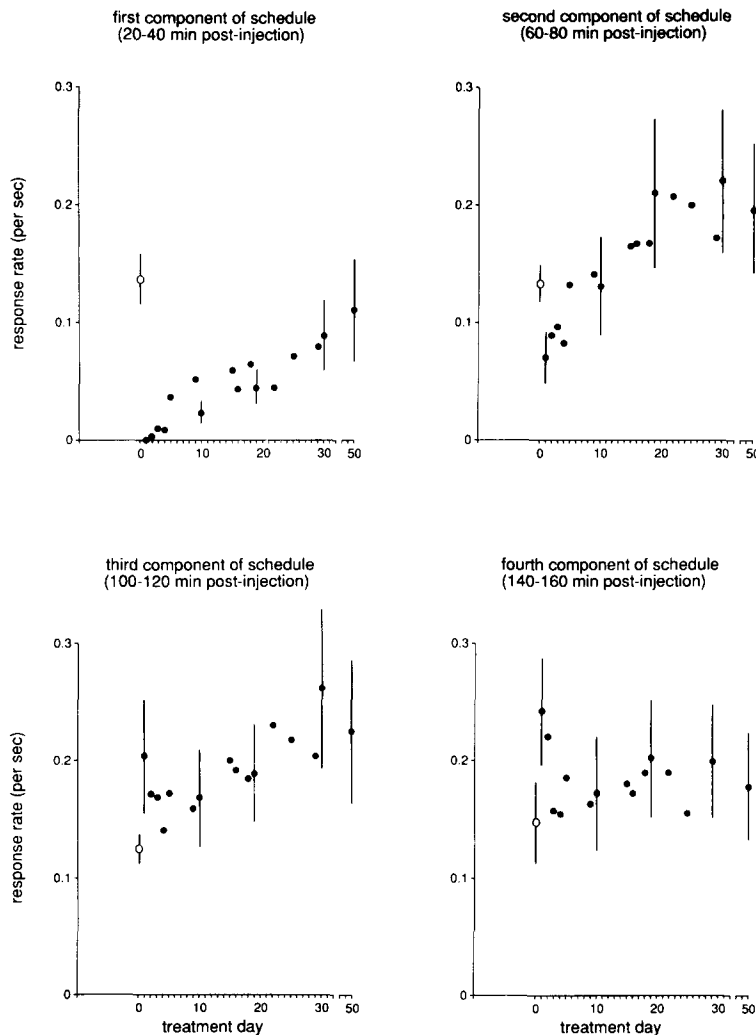 first component of schedule
(20-40 min post-injection)
0.3
0.2
0.1
0
response rate (per sec)
0 10 20 30 50
second component of schedule
(60-80 min post-injection)
0.3
0.2
0.1
0
0 10 20 30 50
third component of schedule
(100-120 min post-injection)
0.3
0.2
0.1
0
response rate (per sec)
0 10 20 30 50
treatment day
fourth component of schedule
(140-160 min post-injection)
0.3
0.2
0.1
0
0 10 20 30 50
treatment day